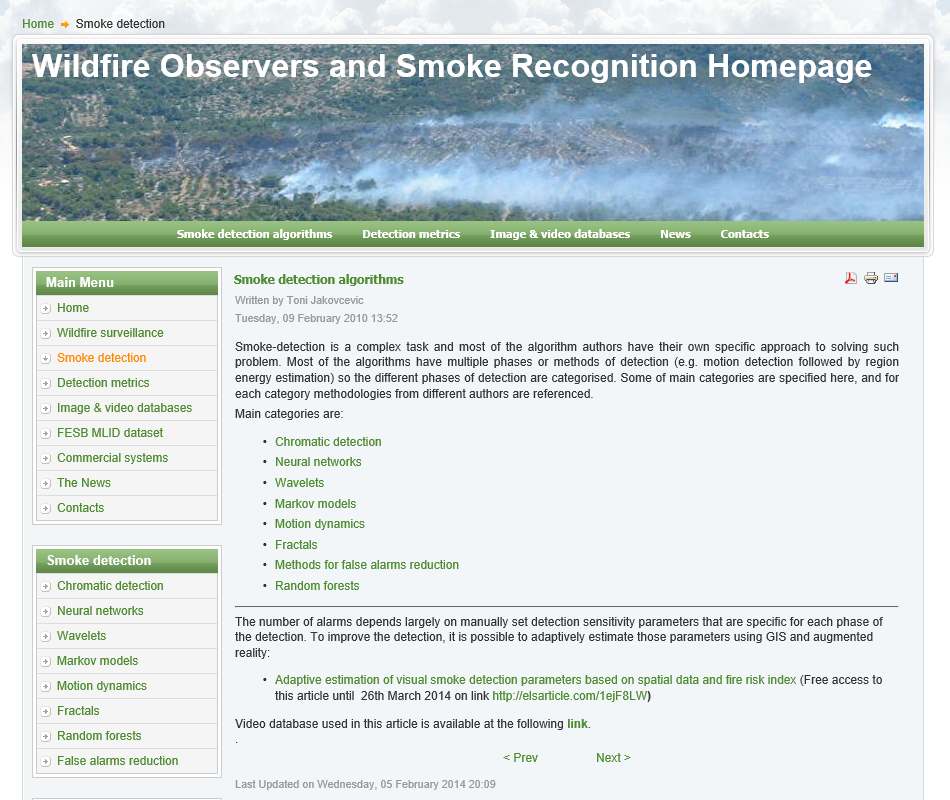 Home Smoke detection
Wildfire Observers and Smoke Recognition Homepage
Smoke detection algorithms Detection metrics Image & video databases News Contacts
Main Menu
Home
Wildfire surveillance
Smoke detection
Detection metrics
Image & video databases
FESB MLID dataset
Commercial systems
The News
Contacts
Smoke detection
Chromatic detection
Neural networks
Wavelets
Markov models
Motion dynamics
Fractals
Random forests
False alarms reduction
Smoke detection algorithms
Written by Toni Jakovcevic
Tuesday, 09 February 2010 13:52
Smoke-detection is a complex task and most of the algorithm authors have their own specific approach to solving such
problem. Most of the algorithms have multiple phases or methods of detection (e.g. motion detection followed by region
energy estimation) so the different phases of detection are categorised. Some of main categories are specified here, and for
each category methodologies from different authors are referenced.
Main categories are:
• Chromatic detection
• Neural networks
• Wavelets
• Markov models
• Motion dynamics
• Fractals
• Methods for false alarms reduction
• Random forests
The number of alarms depends largely on manually set detection sensitivity parameters that are specific for each phase of
the detection. To improve the detection, it is possible to adaptively estimate those parameters using GIS and augmented
reality:
• Adaptive estimation of visual smoke detection parameters based on spatial data and fire risk index (Free access to
this article until 26th March 2014 on link http://elsarticle.com/1ejF8LW)
Video database used in this article is available at the following link.
.
< Prev Next >
Last Updated on Wednesday, 05 February 2014 20:09